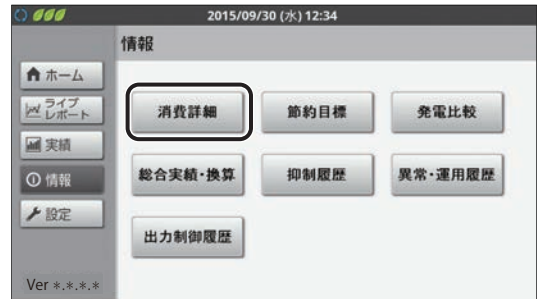 2015/09/30 (水) 12:34
情報
ホーム
ライブ
レポート
実績
情報
設定
Ver *.*.*.*
消費詳細
節約目標
発電比較
総合実績・換算
抑制履歴
異常・運用履歴
出力制御履歴